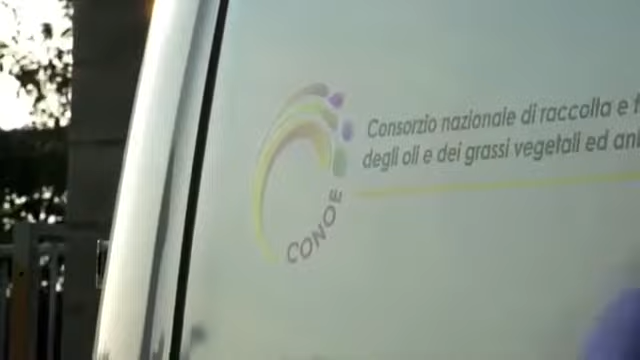 Consorzio nazionale di raccolta e
degli oli e dei grassi vegetali ed
CONOE